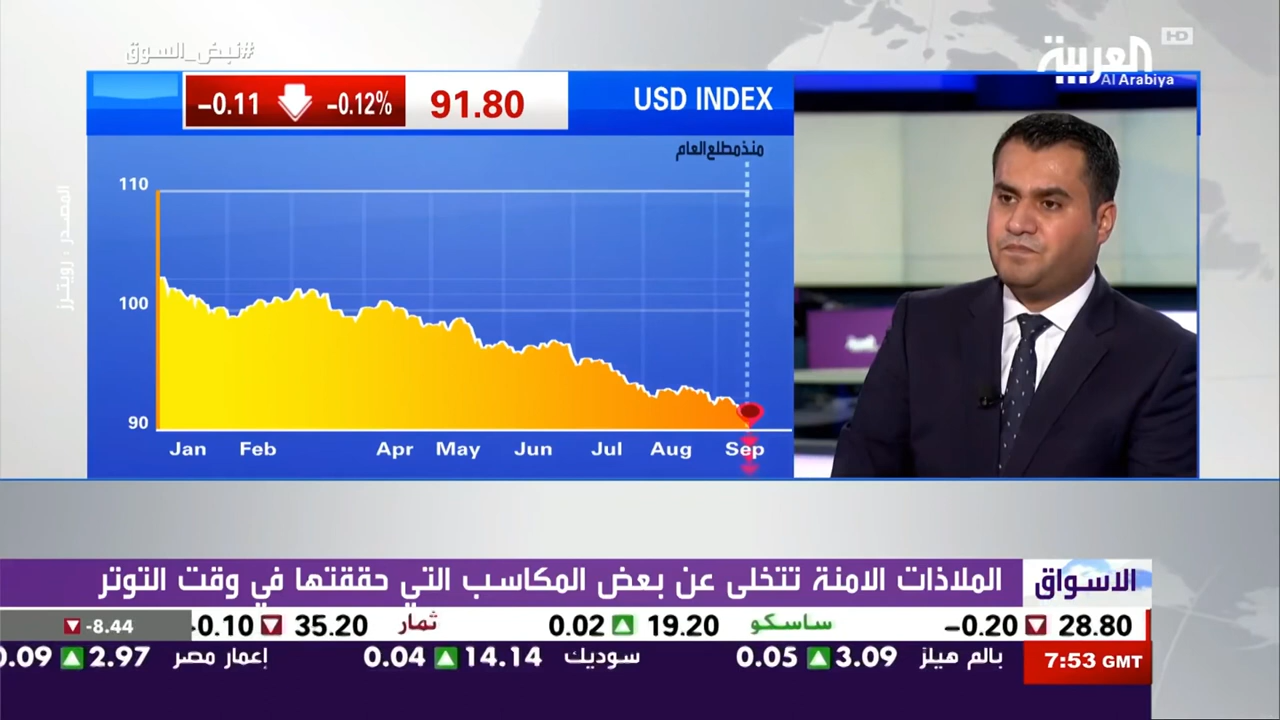 #نبض_السوق
HD
العربية
Al Arabiya
-0.11 -0.12% 91.80 USD INDEX
منذ مطلع العام
المصدر : رويترز
110
100
90
Jan Feb Apr May Jun Jul Aug Sep
الاسواق الملاذات الامنة تتخلى عن بعض المكاسب التي حققتها في وقت التوتر
28.80 -0.20 ساسكو 19.20 0.02 ثمار 35.20 -0.10 -8.44
7:53 GMT بالم هيلز 3.09 0.05 سوديك 14.14 0.04 إعمار مصر 2.97 0.09